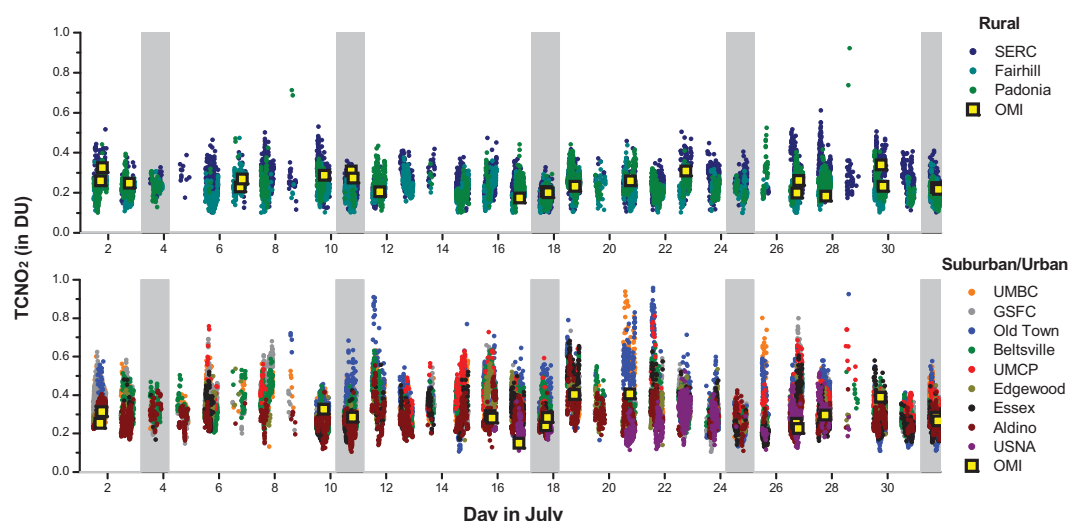 Rural
SERC
Fairhill
Padonia
OMI
1.0
0.8
0.6
0.4
0.2
0.0
2 4 6 8 10 12 14 16 18 20 22 24 26 28 30
TCNO2 (in DU)
Suburban/Urban
UMBC
GSFC
Old Town
Beltsville
UMCP
Edgewood
Essex
Aldino
USNA
OMI
1.0
0.8
0.6
0.4
0.2
0.0
2 4 6 8 10 12 14 16 18 20 22 24 26 28 30
Day in July